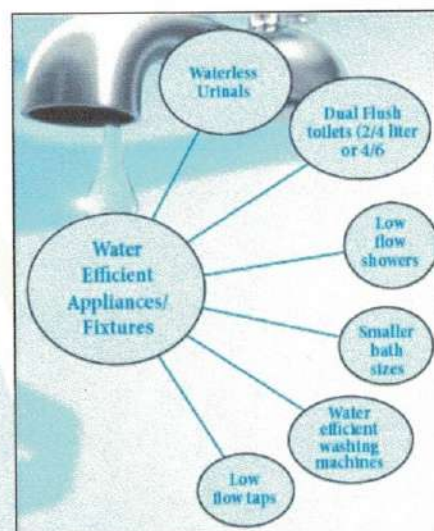 Waterless
Urinals
Dual Flush
toilets (2/4 liter
or 4/6
Low
flow
showers
Water
Efficient
Appliances/
Fixtures
Smaller
bath
sizes
Water
efficient
washing
machines
Low
flow taps